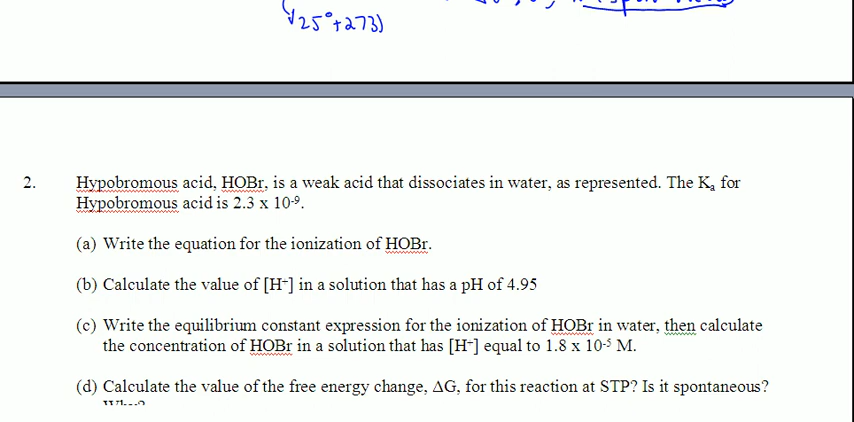 √25°+273)
2. Hypobromous acid, HOBr, is a weak acid that dissociates in water, as represented. The Kₐ for
Hypobromous acid is 2.3 x 10⁻⁹.
(a) Write the equation for the ionization of HOBr.
(b) Calculate the value of [H⁺] in a solution that has a pH of 4.95
(c) Write the equilibrium constant expression for the ionization of HOBr in water, then calculate
the concentration of HOBr in a solution that has [H⁺] equal to 1.8 x 10⁻⁵ M.
(d) Calculate the value of the free energy change, ΔG, for this reaction at STP? Is it spontaneous?